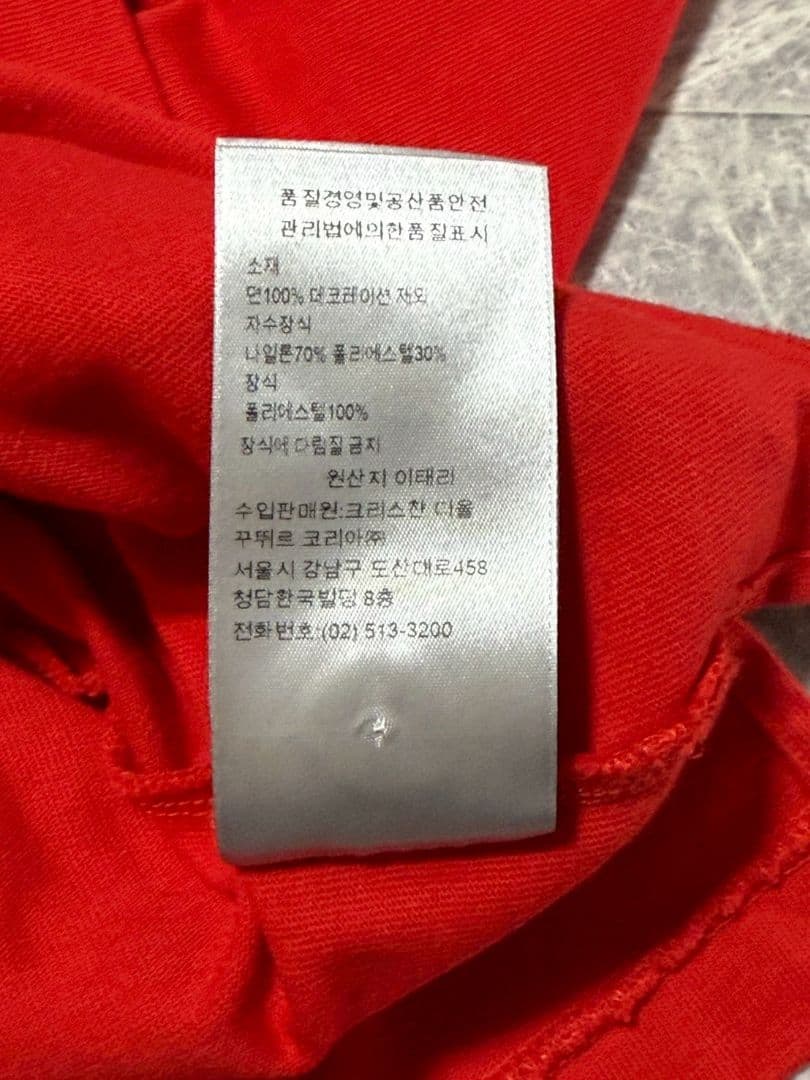 품질경영및공산품안전
관리법에의한품질표시
소재
면100% 데코레이션 제외
자수장식
나일론70% 폴리에스텔30%
장식
폴리에스텔100%
장식에 다림질 금지
원산지 이태리
수입판매원:크리스찬 디올
꾸뛰르 코리아㈜
서울시 강남구 도산대로458
청담한국빌딩 8층
전화번호:(02) 513-3200